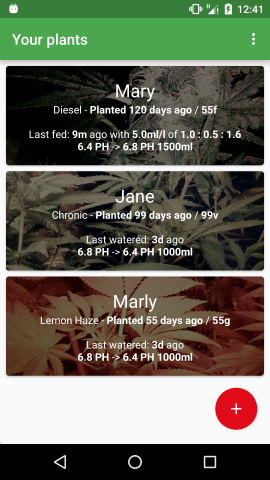 12:41
Your plants
Mary
Diesel - Planted 120 days ago / 55f
Last fed: 9m ago with 5.0ml/l of 1.0 : 0.5 : 1.6
6.4 PH -> 6.8 PH 1500ml
Jane
Chronic - Planted 99 days ago / 99v
Last watered: 3d ago
6.8 PH -> 6.4 PH 1000ml
Marly
Lemon Haze - Planted 55 days ago / 55g
Last watered: 3d ago
6.8 PH -> 6.4 PH 1000ml